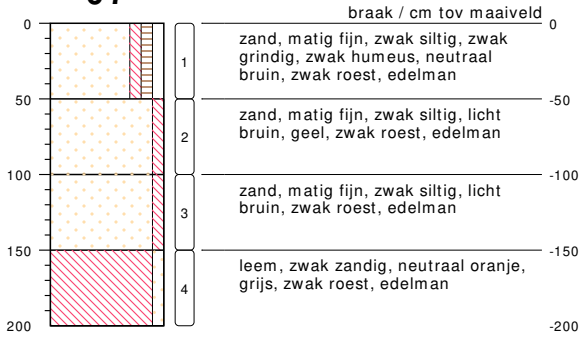 braak / cm tov maaiveld
0
0
zand, matig fijn, zwak siltig, zwak
grindig, zwak humeus, neutraal
bruin, zwak roest, edelman
1
50
-50
zand, matig fijn, zwak siltig, licht
bruin, geel, zwak roest, edelman
2
100
-100
zand, matig fijn, zwak siltig, licht
bruin, zwak roest, edelman
3
150
-150
leem, zwak zandig, neutraal oranje,
grijs, zwak roest, edelman
4
200
-200